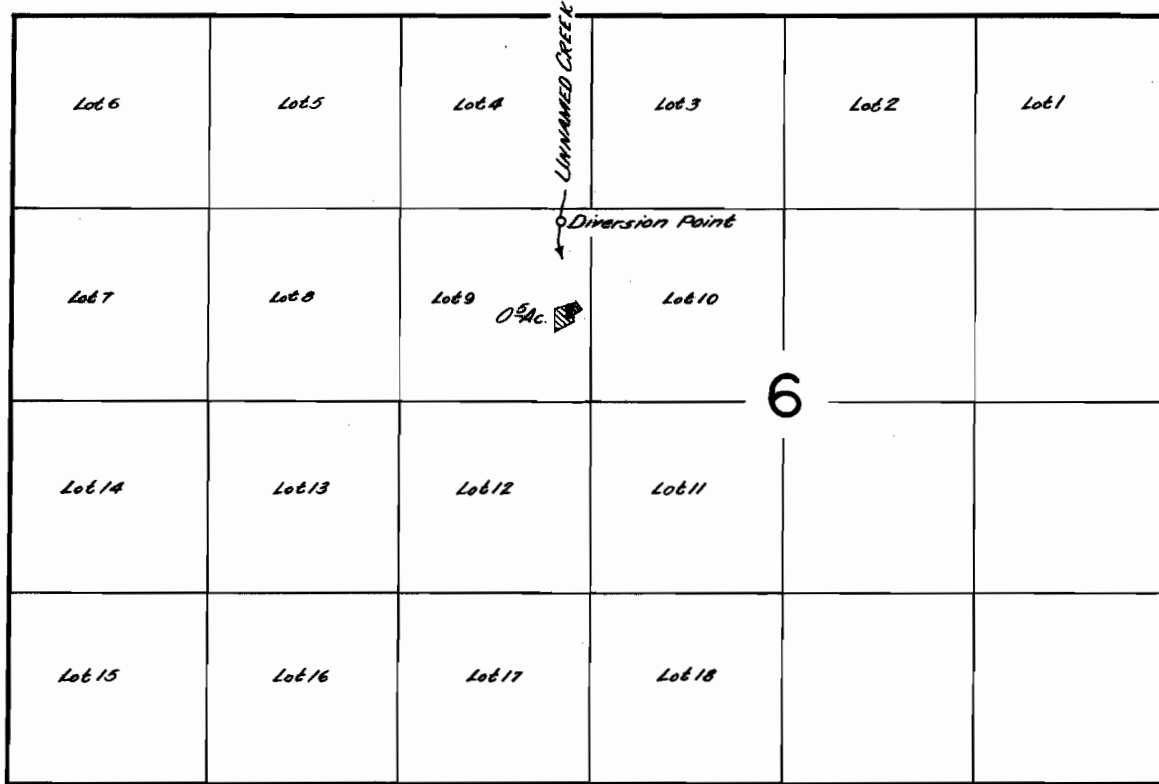 UNNAMED CREEK
Lot 6 Lot 5 Lot 4 Lot 3 Lot 2 Lot 1
Diversion Point
Lot 7 Lot 8 Lot 9 Lot 10
0⁵Ac.
6
Lot 14 Lot 13 Lot 12 Lot 11
Lot 15 Lot 16 Lot 17 Lot 18